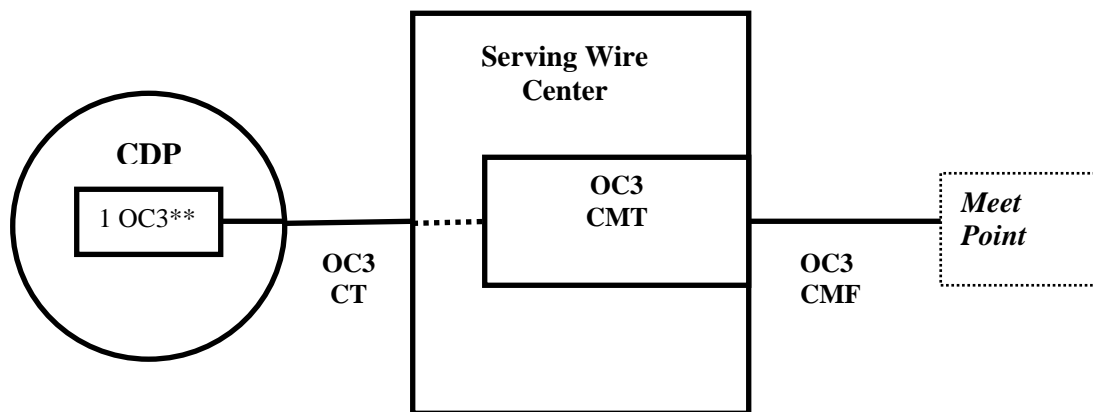 Serving Wire
Center
CDP
1 OC3**
OC3
CT
OC3
CMT
OC3
CMF
Meet
Point